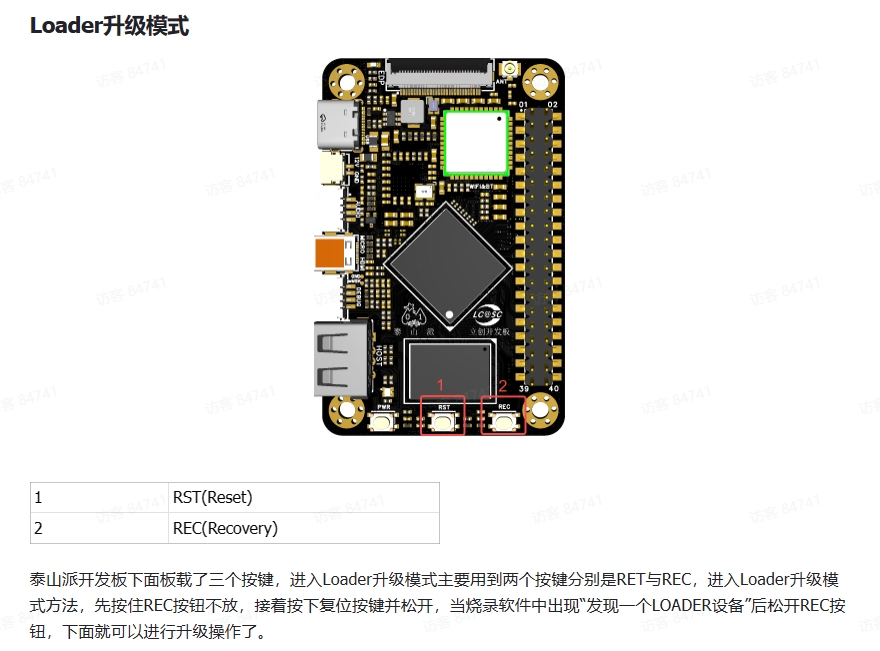 Loader升级模式
EDP
ANT
01 02
12V GND
WiFi&BT
MICRO HDMI
DEBUG
泰山派
LC@SC
立创开发板
HOST
1
2
39 40
PWR
RST
REC
1 RST(Reset)
2 REC(Recovery)
泰山派开发板下面板载了三个按键，进入Loader升级模式主要用到两个按键分别是RET与REC，进入Loader升级模
式方法，先按住REC按钮不放，接着按下复位按键并松开，当烧录软件中出现“发现一个LOADER设备”后松开REC按
钮，下面就可以进行升级操作了。
访客 84741